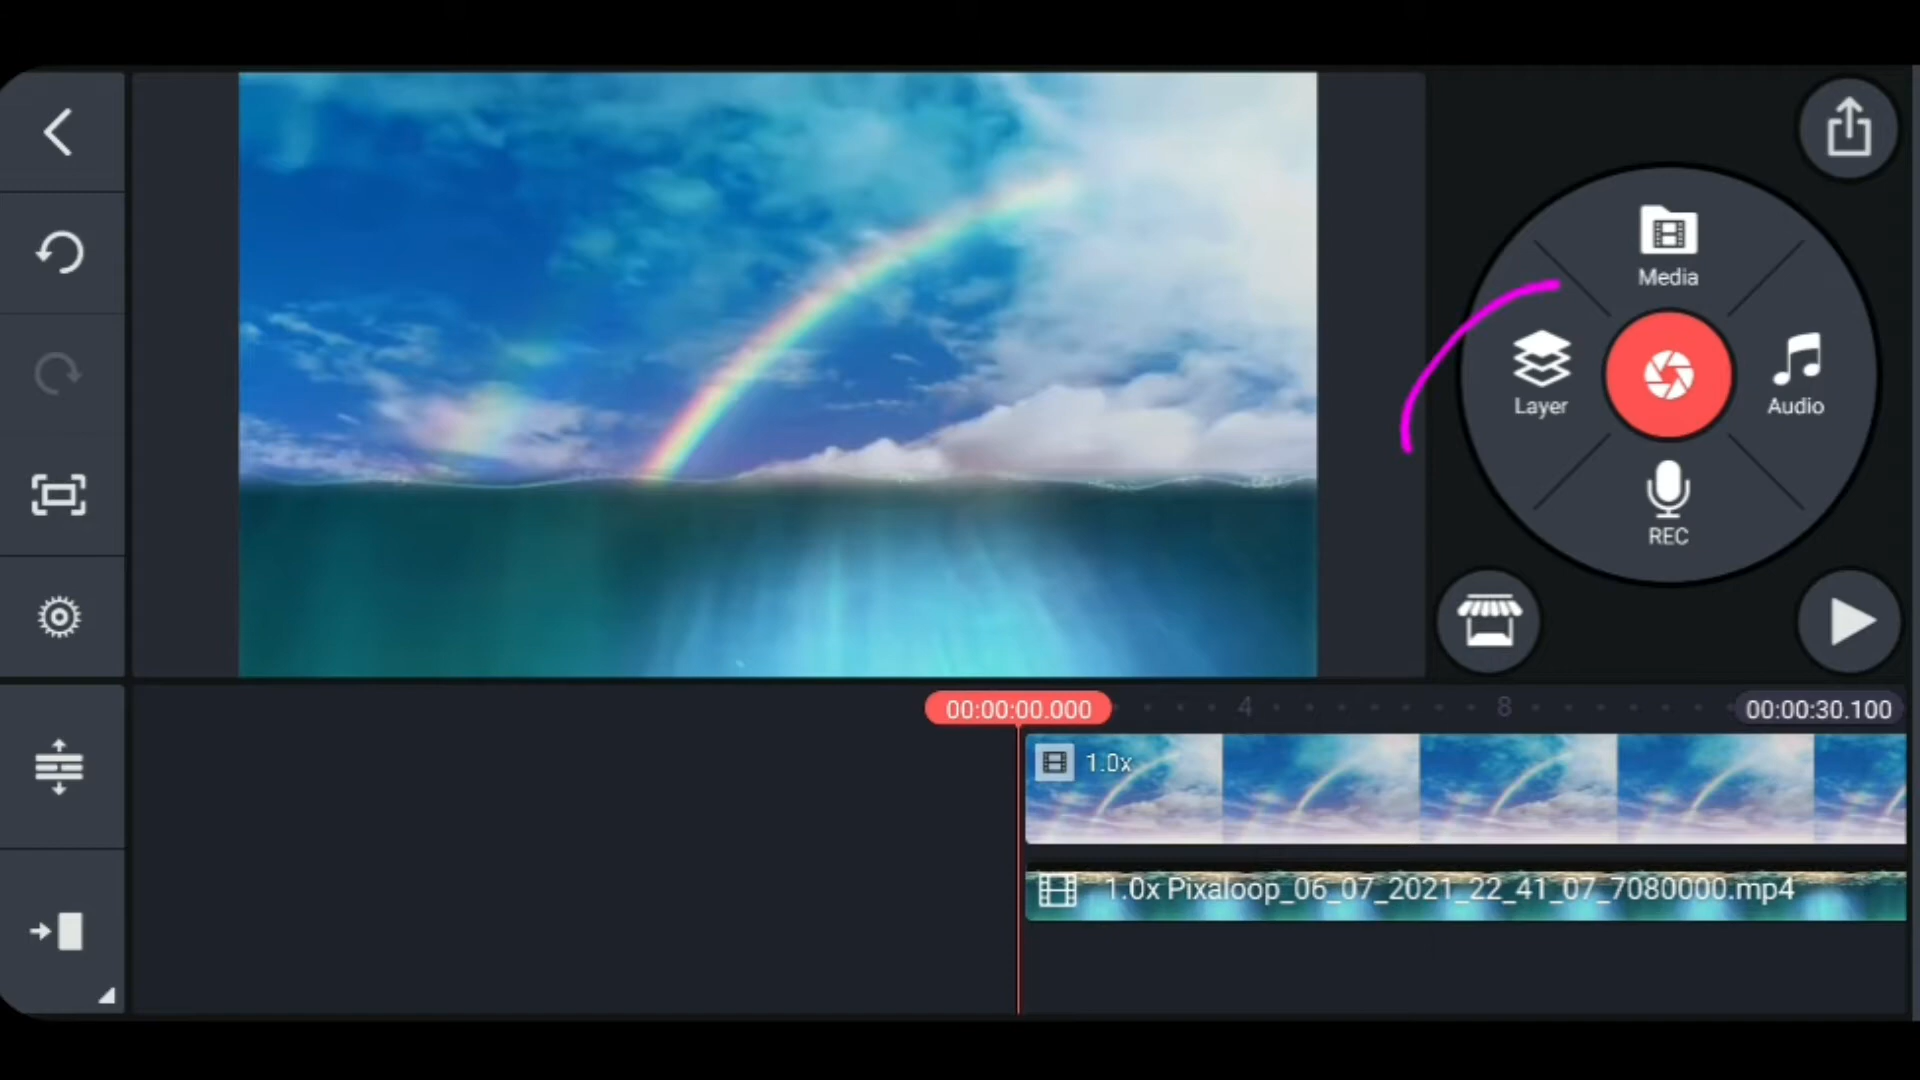 Media
Layer
Audio
REC
00:00:00.000
4
8
00:00:30.100
1.0x
1.0x Pixaloop_06_07_2021_22_41_07_7080000.mp4